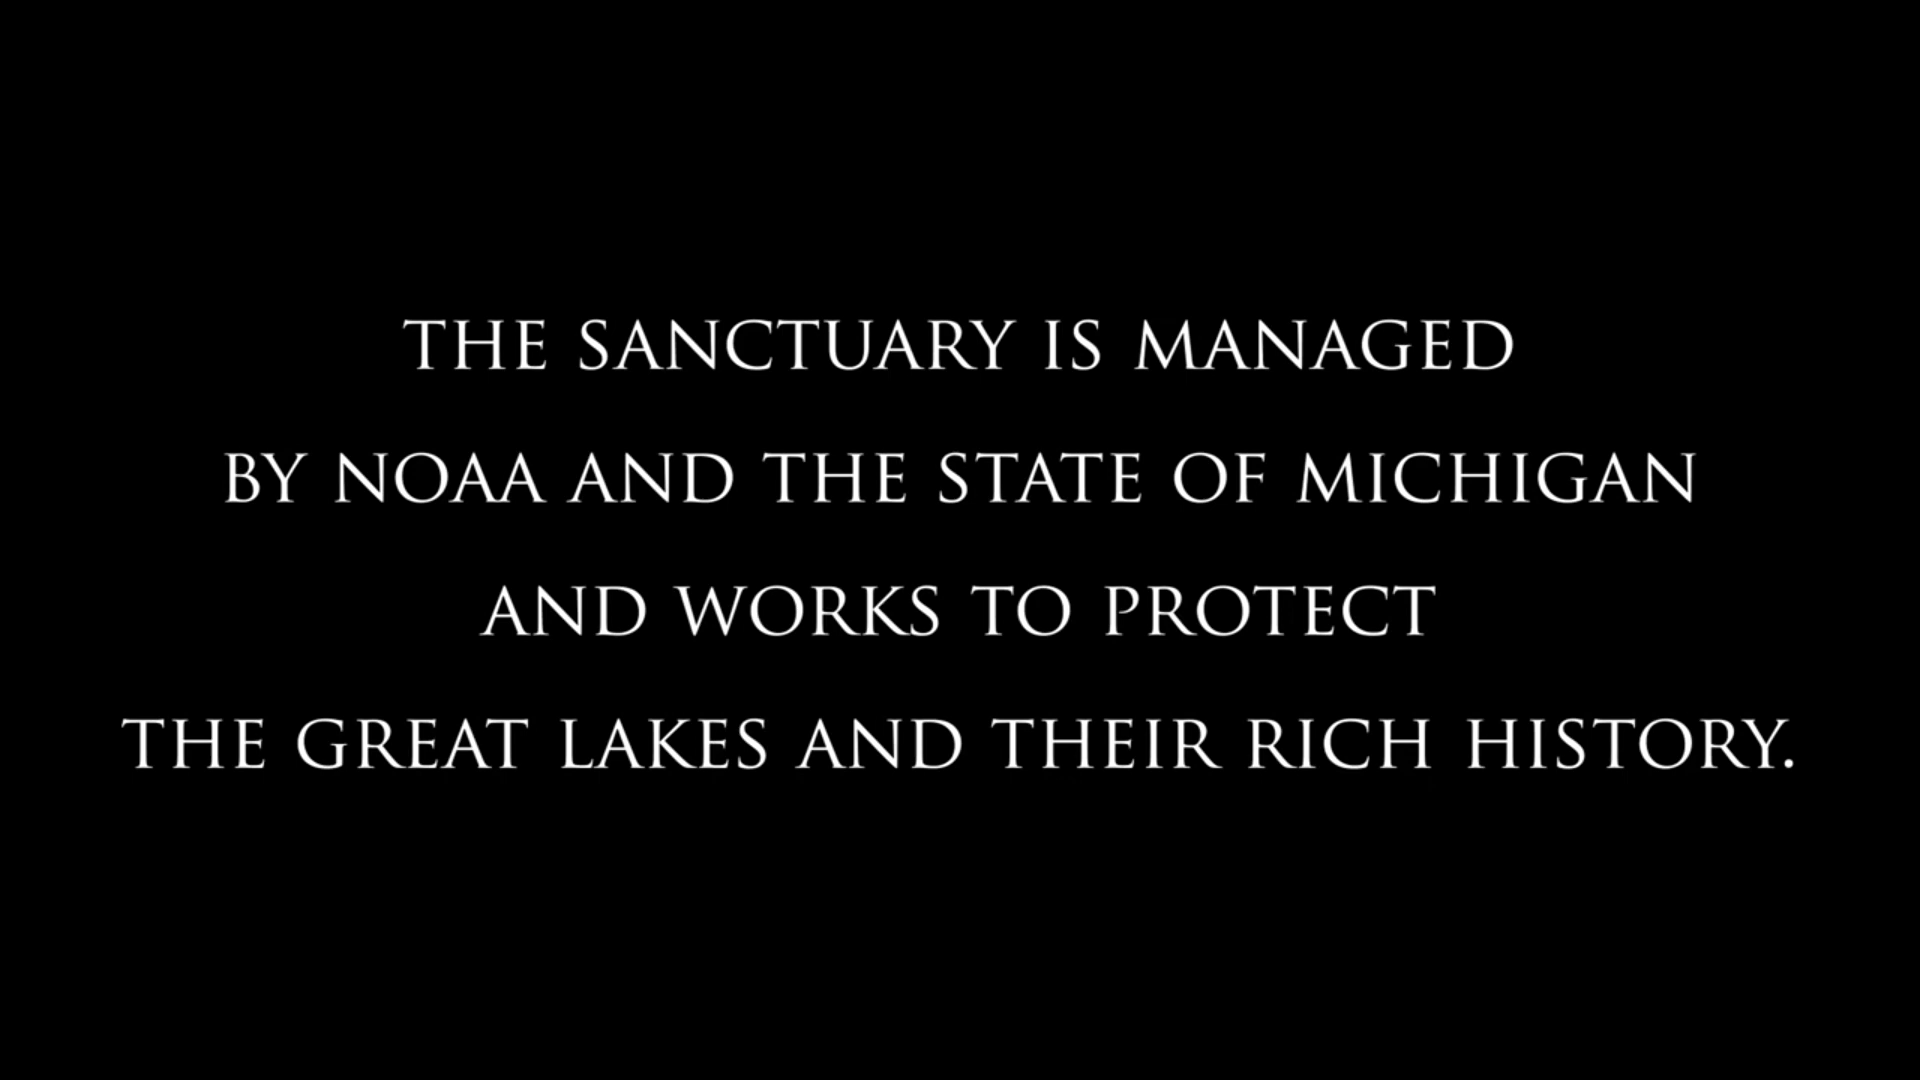 THE SANCTUARY IS MANAGED
BY NOAA AND THE STATE OF MICHIGAN
AND WORKS TO PROTECT
THE GREAT LAKES AND THEIR RICH HISTORY.